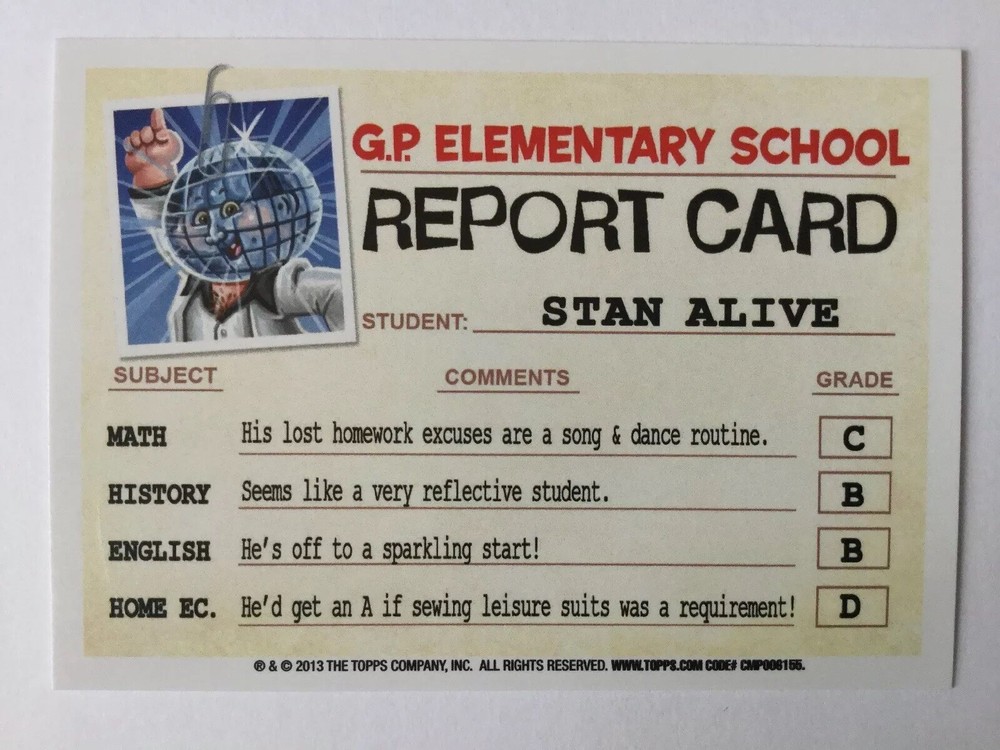 G.P. ELEMENTARY SCHOOL
REPORT CARD
STUDENT: STAN ALIVE
SUBJECT COMMENTS GRADE
MATH His lost homework excuses are a song & dance routine. C
HISTORY Seems like a very reflective student. B
ENGLISH He's off to a sparkling start! B
HOME EC. He'd get an A if sewing leisure suits was a requirement! D
® & © 2013 THE TOPPS COMPANY, INC. ALL RIGHTS RESERVED. WWW.TOPPS.COM CODE# CMP006155.